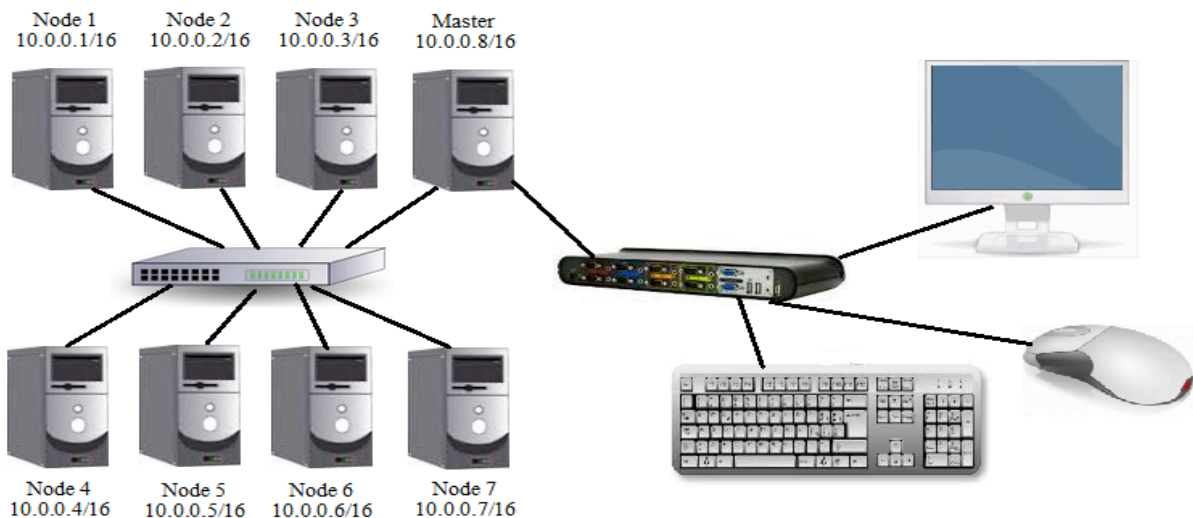 Node 1
10.0.0.1/16
Node 2
10.0.0.2/16
Node 3
10.0.0.3/16
Master
10.0.0.8/16
Node 4
10.0.0.4/16
Node 5
10.0.0.5/16
Node 6
10.0.0.6/16
Node 7
10.0.0.7/16